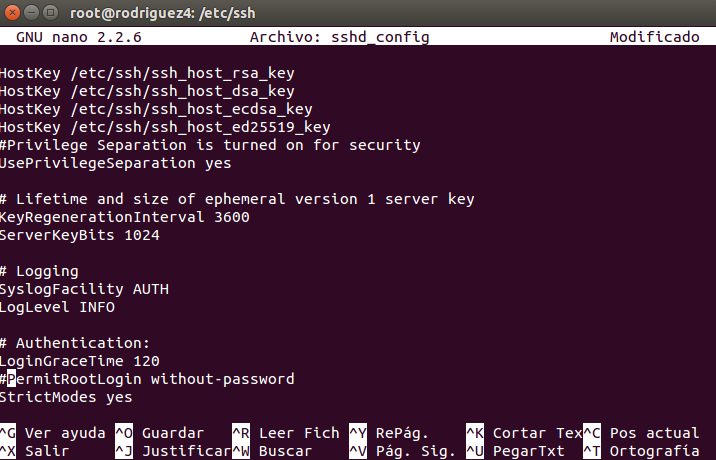 root@rodriguez4: /etc/ssh
GNU nano 2.2.6 Archivo: sshd_config Modificado
HostKey /etc/ssh/ssh_host_rsa_key
HostKey /etc/ssh/ssh_host_dsa_key
HostKey /etc/ssh/ssh_host_ecdsa_key
HostKey /etc/ssh/ssh_host_ed25519_key
#Privilege Separation is turned on for security
UsePrivilegeSeparation yes
# Lifetime and size of ephemeral version 1 server key
KeyRegenerationInterval 3600
ServerKeyBits 1024
# Logging
SyslogFacility AUTH
LogLevel INFO
# Authentication:
LoginGraceTime 120
#PermitRootLogin without-password
StrictModes yes
^G Ver ayuda ^O Guardar ^R Leer Fich ^Y RePág. ^K Cortar Tex ^C Pos actual
^X Salir ^J Justificar ^W Buscar ^V Pág. Sig. ^U PegarTxt ^T Ortografía